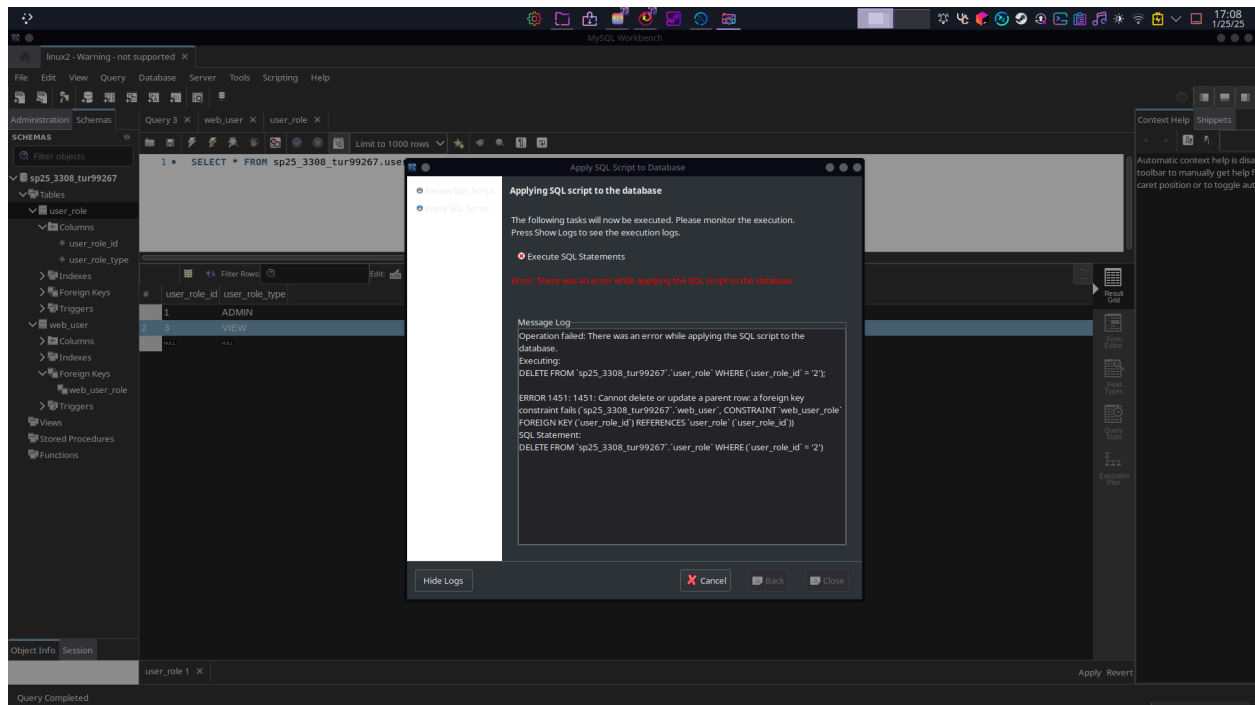 17:08
1/25/25
MySQL Workbench
linux2 - Warning - not supported
File Edit View Query Database Server Tools Scripting Help
Administration Schemas
Query 3
web_user
user_role
Context Help Snippets
SCHEMAS
Filter objects
sp25_3308_tur99267
Tables
user_role
Columns
user_role_id
user_role_type
Indexes
Foreign Keys
Triggers
web_user
Columns
Indexes
Foreign Keys
web_user_role
Triggers
Views
Stored Procedures
Functions
Object Info Session
Query Completed
Limit to 1000 rows
1 SELECT * FROM sp25_3308_tur99267.user
Filter Rows:
Edit:
# user_role_id user_role_type
1 1 ADMIN
2 3 VIEW
NULL NULL
user_role 1
Apply Revert
Apply SQL Script to Database
Review SQL Script
Apply SQL Script
Applying SQL script to the database
The following tasks will now be executed. Please monitor the execution.
Press Show Logs to see the execution logs.
Execute SQL Statements
Error: There was an error while applying the SQL script to the database.
Message Log
Operation failed: There was an error while applying the SQL script to the
database.
Executing:
DELETE FROM `sp25_3308_tur99267`.`user_role` WHERE (`user_role_id` = '2');
ERROR 1451: 1451: Cannot delete or update a parent row: a foreign key
constraint fails (`sp25_3308_tur99267`.`web_user`, CONSTRAINT `web_user_role`
FOREIGN KEY (`user_role_id`) REFERENCES `user_role` (`user_role_id`))
SQL Statement:
DELETE FROM `sp25_3308_tur99267`.`user_role` WHERE (`user_role_id` = '2')
Hide Logs
Cancel
Back
Close
Result
Grid
Form
Editor
Field
Types
Query
Stats
Execution
Plan
Automatic context help is disa
toolbar to manually get help f
caret position or to toggle aut